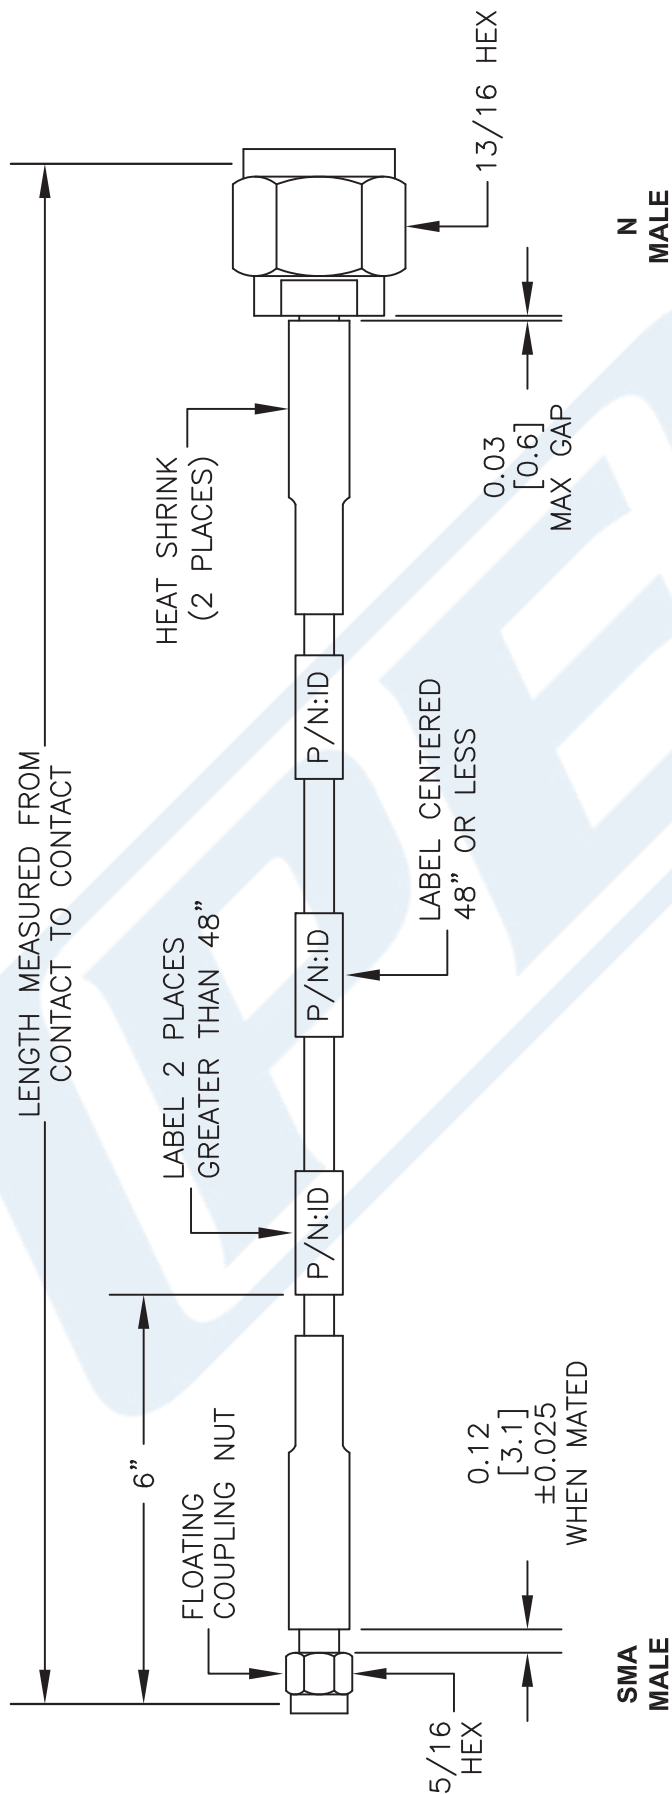 LENGTH MEASURED FROM
CONTACT TO CONTACT
6”
LABEL 2 PLACES
GREATER THAN 48”
HEAT SHRINK
(2 PLACES)
FLOATING
COUPLING NUT
P/N:ID
P/N:ID
P/N:ID
5/16
HEX
0.12
[3.1]
±0.025
WHEN MATED
LABEL CENTERED
48” OR LESS
0.03
[0.6]
MAX GAP
13/16 HEX
SMA
MALE
N
MALE